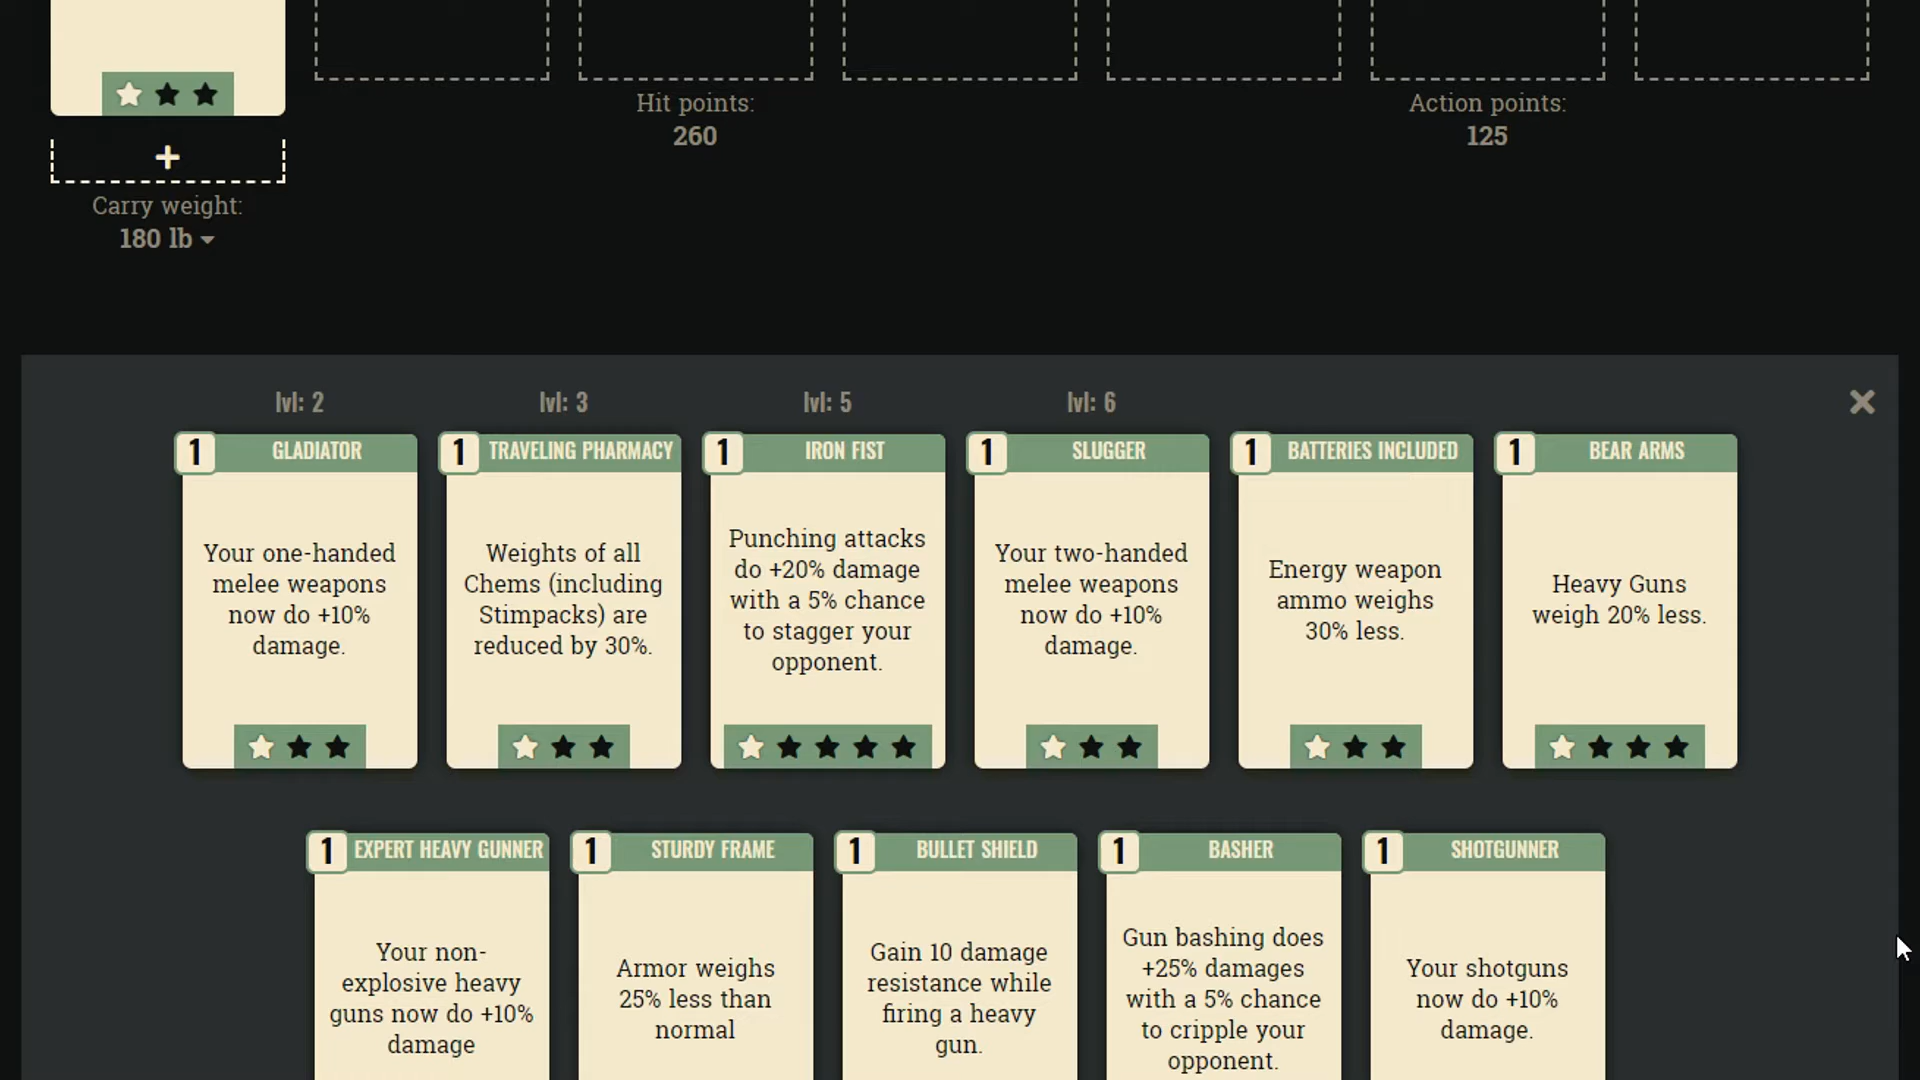 +
Carry weight:
180 lb
Hit points:
260
Action points:
125
lvl: 2
1 GLADIATOR
Your one-handed
melee weapons
now do +10%
damage.
lvl: 3
1 TRAVELING PHARMACY
Weights of all
Chems (including
Stimpacks) are
reduced by 30%.
lvl: 5
1 IRON FIST
Punching attacks
do +20% damage
with a 5% chance
to stagger your
opponent.
lvl: 6
1 SLUGGER
Your two-handed
melee weapons
now do +10%
damage.
1 BATTERIES INCLUDED
Energy weapon
ammo weighs
30% less.
1 BEAR ARMS
Heavy Guns
weigh 20% less.
1 EXPERT HEAVY GUNNER
Your non-
explosive heavy
guns now do +10%
damage
1 STURDY FRAME
Armor weighs
25% less than
normal
1 BULLET SHIELD
Gain 10 damage
resistance while
firing a heavy
gun.
1 BASHER
Gun bashing does
+25% damages
with a 5% chance
to cripple your
opponent.
1 SHOTGUNNER
Your shotguns
now do +10%
damage.